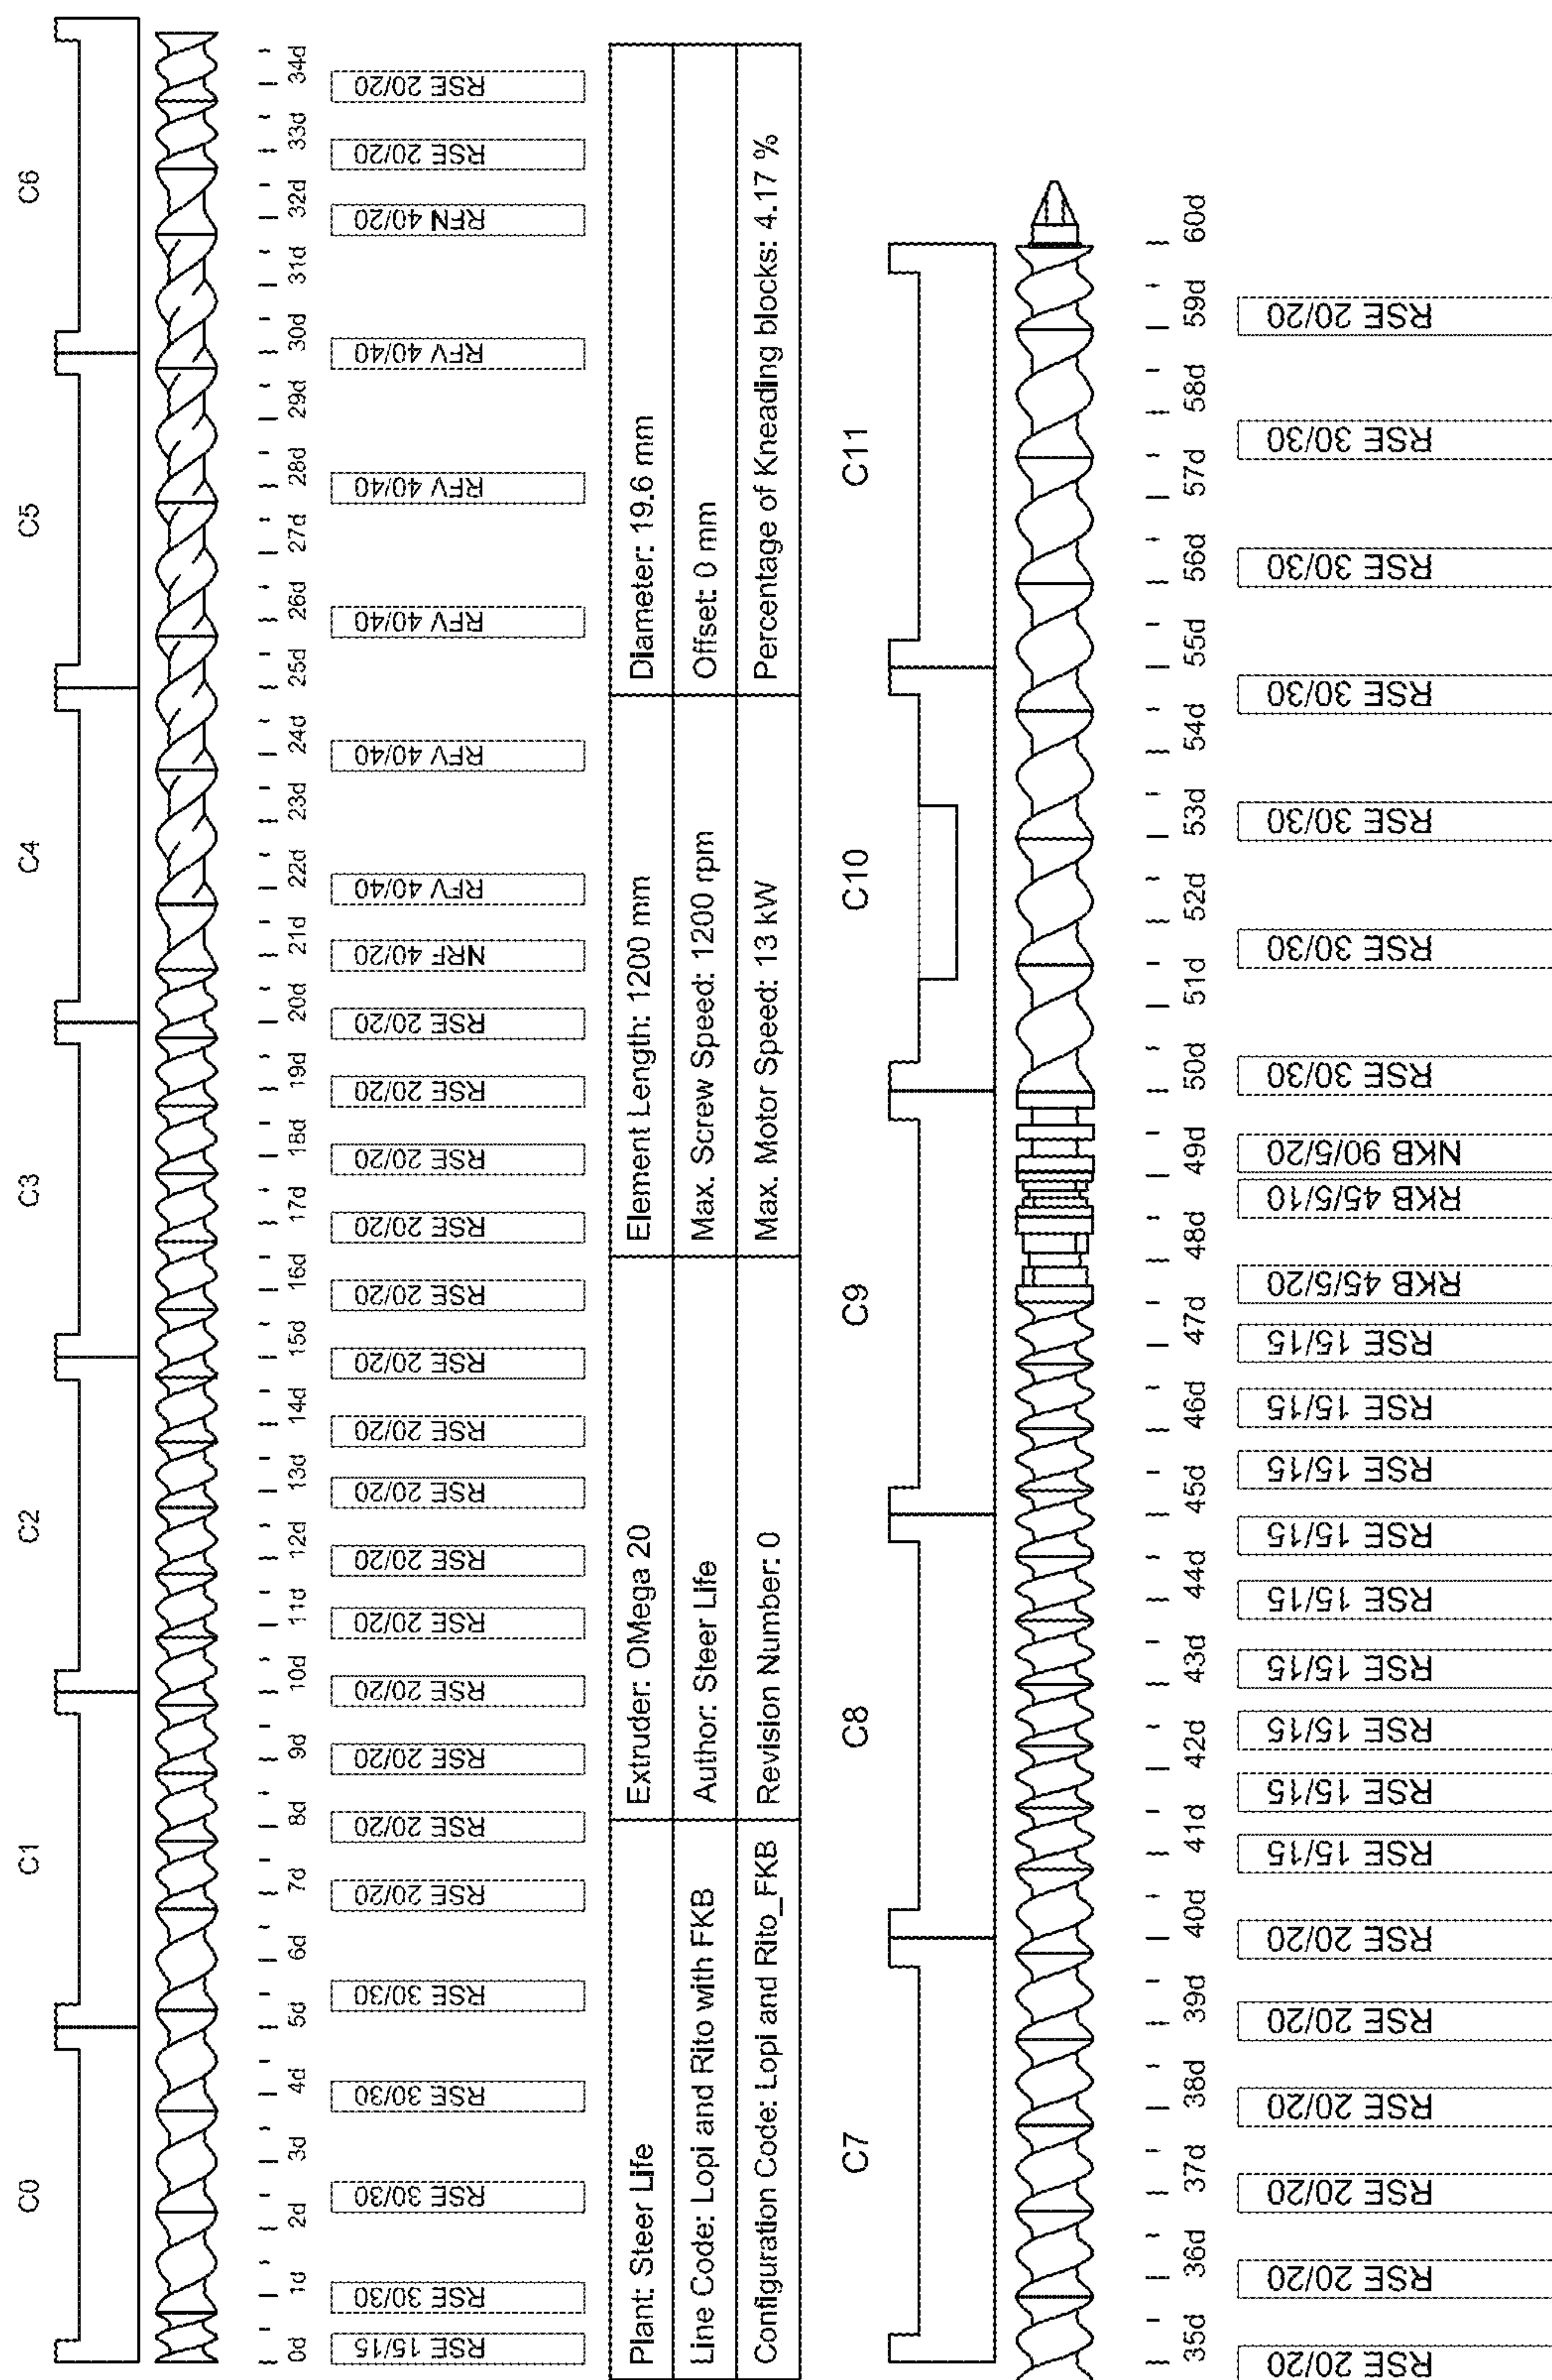 C0 C1 C2 C3 C4 C5 C6
0d 1d 2d 3d 4d 5d 6d 7d 8d 9d 10d 11d 12d 13d 14d 15d 16d 17d 18d 19d 20d 21d 22d 23d 24d 25d 26d 27d 28d 29d 30d 31d 32d 33d 34d
RSE 15/15
RSE 30/30
RSE 30/30
RSE 30/30
RSE 30/30
RSE 20/20
RSE 20/20
RSE 20/20
RSE 20/20
RSE 20/20
RSE 20/20
RSE 20/20
RSE 20/20
RSE 20/20
RSE 20/20
RSE 20/20
RSE 20/20
RSE 20/20
RSE 20/20
NRF 40/20
RFV 40/40
RFV 40/40
RFV 40/40
RFV 40/40
RFV 40/40
RFN 40/20
RSE 20/20
RSE 20/20
Plant: Steer Life Extruder: OMega 20 Element Length: 1200 mm Diameter: 19.6 mm
Line Code: Lopi and Rito with FKB Author: Steer Life Max. Screw Speed: 1200 rpm Offset: 0 mm
Configuration Code: Lopi and Rito_FKB Revision Number: 0 Max. Motor Speed: 13 kW Percentage of Kneading blocks: 4.17 %
C7 C8 C9 C10 C11
35d 36d 37d 38d 39d 40d 41d 42d 43d 44d 45d 46d 47d 48d 49d 50d 51d 52d 53d 54d 55d 56d 57d 58d 59d 60d
RSE 20/20
RSE 20/20
RSE 20/20
RSE 20/20
RSE 20/20
RSE 20/20
RSE 15/15
RSE 15/15
RSE 15/15
RSE 15/15
RSE 15/15
RSE 15/15
RSE 15/15
RSE 15/15
RSE 15/15
RKB 45/5/20
RKB 45/5/10
NKB 90/5/20
RSE 30/30
RSE 30/30
RSE 30/30
RSE 30/30
RSE 30/30
RSE 30/30
RSE 20/20